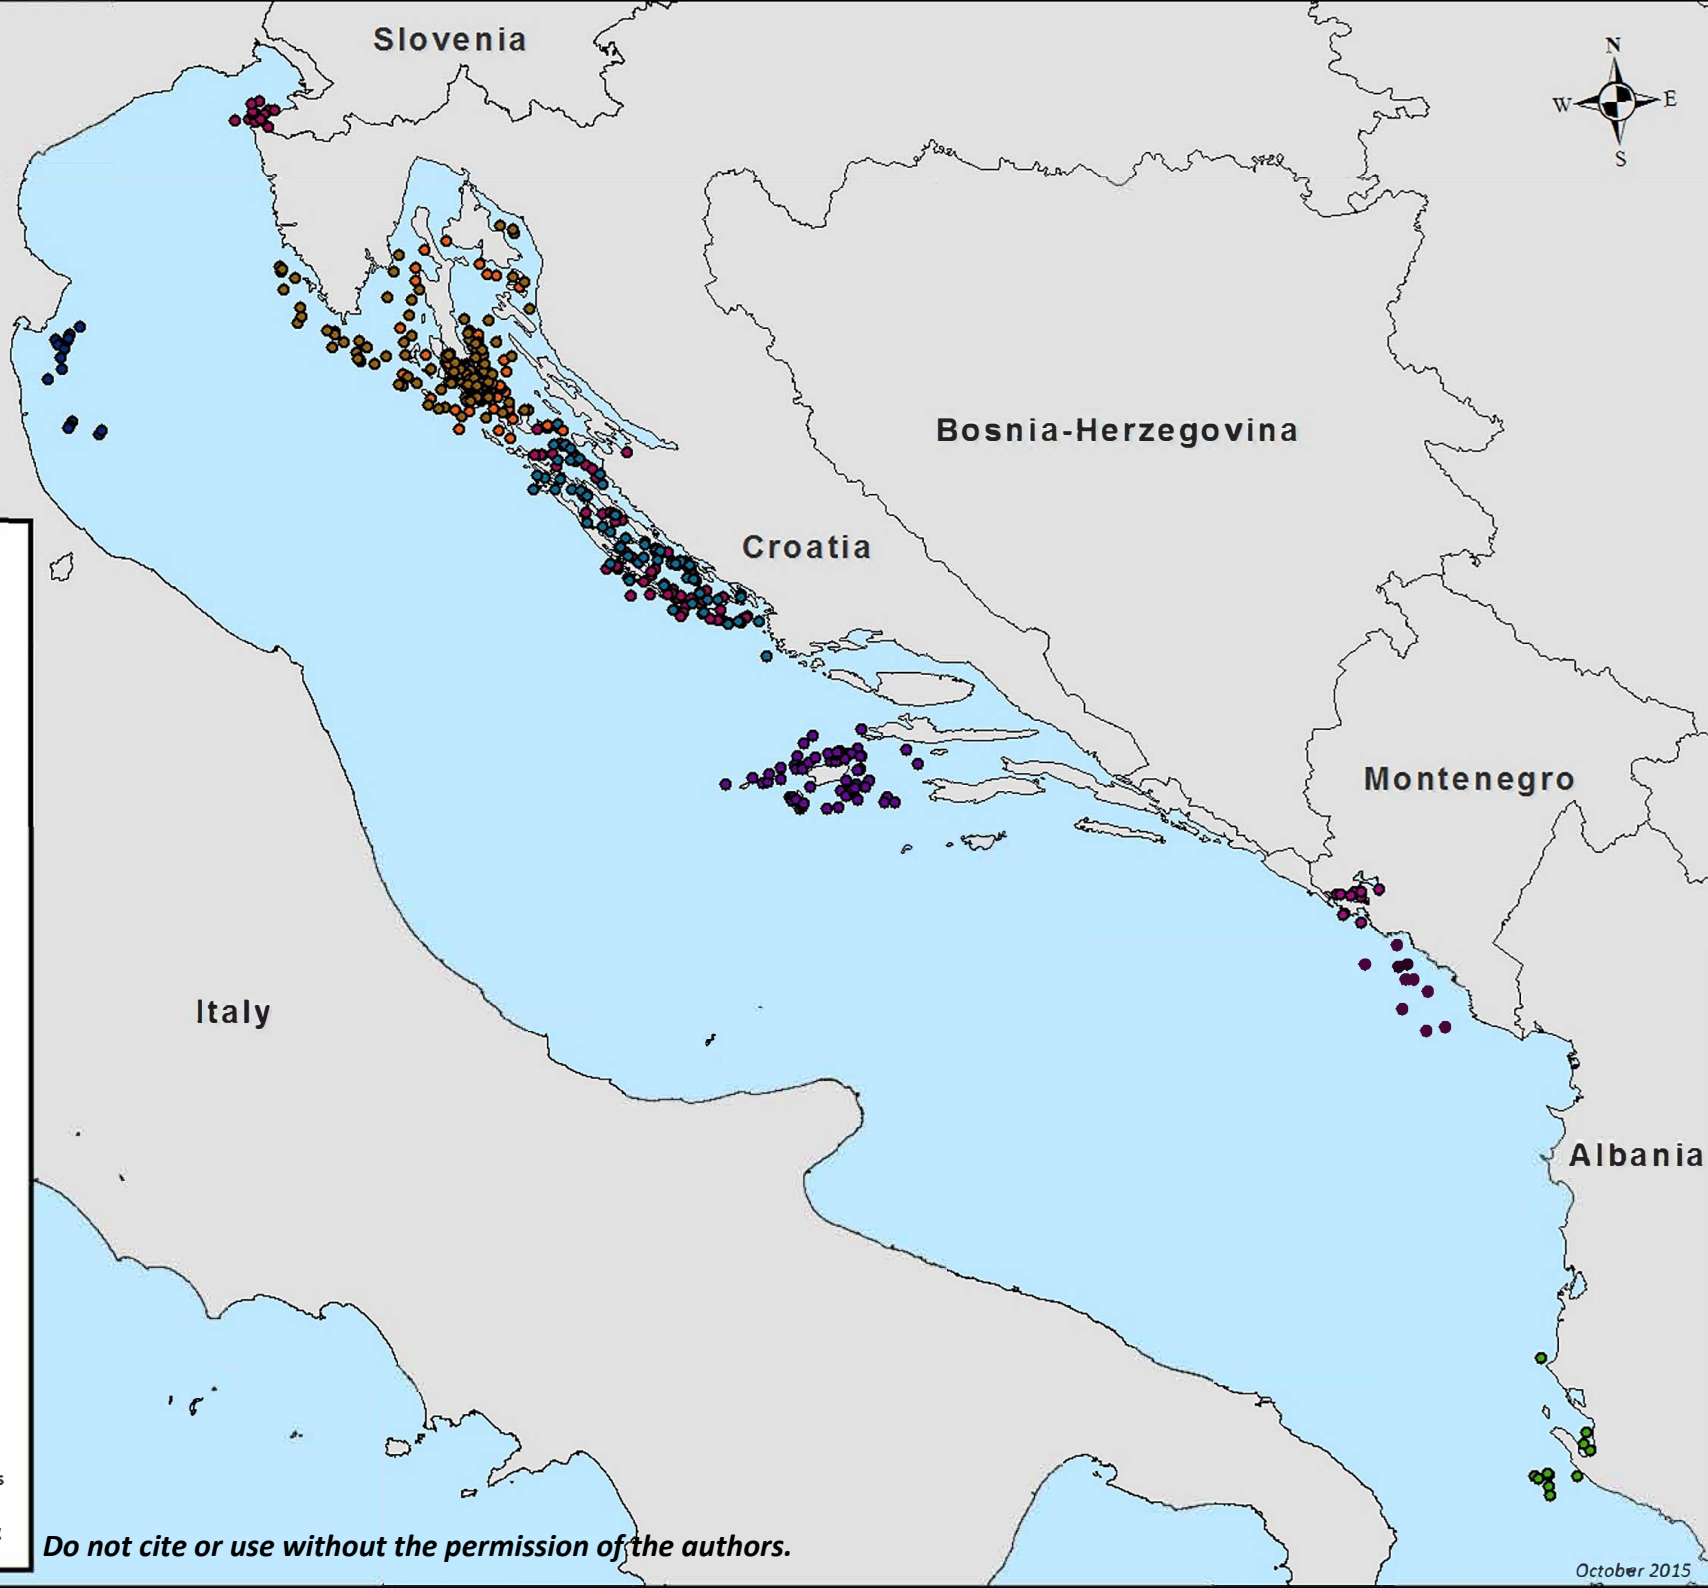 Slovenia
N
W
E
S
Bosnia-Herzegovina
Croatia
Montenegro
Italy
Albania
s
Do not cite or use without the permission of the authors.
October 2015